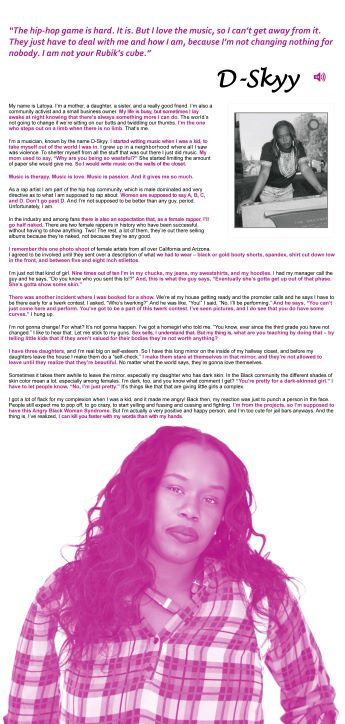 “The hip-hop game is hard. It is. But I love the music, so I can’t get away from it.
They just have to deal with me and how I am, because I’m not changing nothing for
nobody. I am not your Rubik’s cube.”
D-Skyy
My name is Lateya. I’m a mother, a daughter, a sister, and a really good friend. I’m also a
community activist and a small business owner. My life is busy, but sometimes I lay
awake at night knowing that there’s always something more I can do. The world’s
not going to change if we’re sitting on our butts and twiddling our thumbs. I’m the one
who steps out on a limb when there is no limb. That’s me.
I’m a musician, known by the name D-Skyy. I started writing music when I was a kid, to
take myself out of the world I was in. I grew up in a neighborhood where all I saw
was violence. To shelter myself from all the stuff that was out there I just did music. My
mom used to say, “Why are you being so wasteful?” She started limiting the amount
of paper she would give me. So I would write music on the walls of the closet.
Music is therapy. Music is love. Music is passion. And it gives me so much.
As a rap artist I am part of the hip hop community, which is male dominated and very
directive as to what I am supposed to rap about. Women are supposed to say A, B, C,
and D. Don’t go past D. And I’m not supposed to be better than any guy, period.
Unfortunately, I am.
In the industry and among fans there is also an expectation that, as a female rapper, I’ll
go half naked. There are two female rappers in history who have been successful
without having to show anything. Two! The rest, a lot of them, they’re out there selling
albums because they’re naked, not because they’re any good.
I remember this one photo shoot of female artists from all over California and Arizona.
I agreed to be involved until they sent over a description of what we had to wear – black or gold booty shorts, spandex, shirt cut down low
in the front, and between five and eight inch stilettos.
I’m just not that kind of girl. Nine times out of ten I’m in my chucks, my jeans, my sweatshirts, and my hoodies. I had my manager call the
guy and he says, “Do you know who you sent this to?” And, this is what the guy says, “Eventually she’s gotta get up out of that phase.
She’s gotta show some skin.”
There was another incident where I was booked for a show. We’re at my house getting ready and the promoter calls and he says I have to
be there early for a twerk contest. I asked, “Who’s twerking?” And he was like, “You” I said, “No, I’ll be performing.” And he says, “You can’t
just come here and perform. You’ve got to be a part of this twerk contest. I’ve seen pictures, and I do see that you do have some
curves.” I hung up.
I’m not gonna change! For what? It’s not gonna happen. I’ve got a homegirl who told me, “You know, ever since the third grade you have not
changed.” I like to hear that. Let me stick to my guns. Sex sells, I understand that. But my thing is, what are you teaching by doing that – by
telling little kids that if they aren’t valued for their bodies they’re not worth anything?
I have three daughters, and I’m real big on self-esteem. So I have this long mirror on the inside of my hallway closet, and before my
daughters leave the house I make them do a “self-check.” I make them stare at themselves in that mirror, and they’re not allowed to
leave until they realize that they’re beautiful. No matter what the world says, they’re gonna love themselves.
Sometimes it takes them awhile to leave the mirror, especially my daughter who has dark skin. In the Black community the different shades of
skin color mean a lot, especially among females. I’m dark, too, and you know what comment I get? “You’re pretty for a dark-skinned girl.” I
have to let people know, “No, I’m just pretty.” It’s things like that that are giving little girls a complex.
I got a lot of flack for my complexion when I was a kid, and it made me angry! Back then, my reaction was just to punch a person in the face.
People still expect me to pop off, to go crazy, to start yelling and fussing and cussing and fighting. I’m from the projects, so I’m supposed to
have this Angry Black Woman Syndrome. But I’m actually a very positive and happy person, and I’m too cute for jail bars anyways. And the
thing is, I’ve realized, I can kill you faster with my words than with my hands.